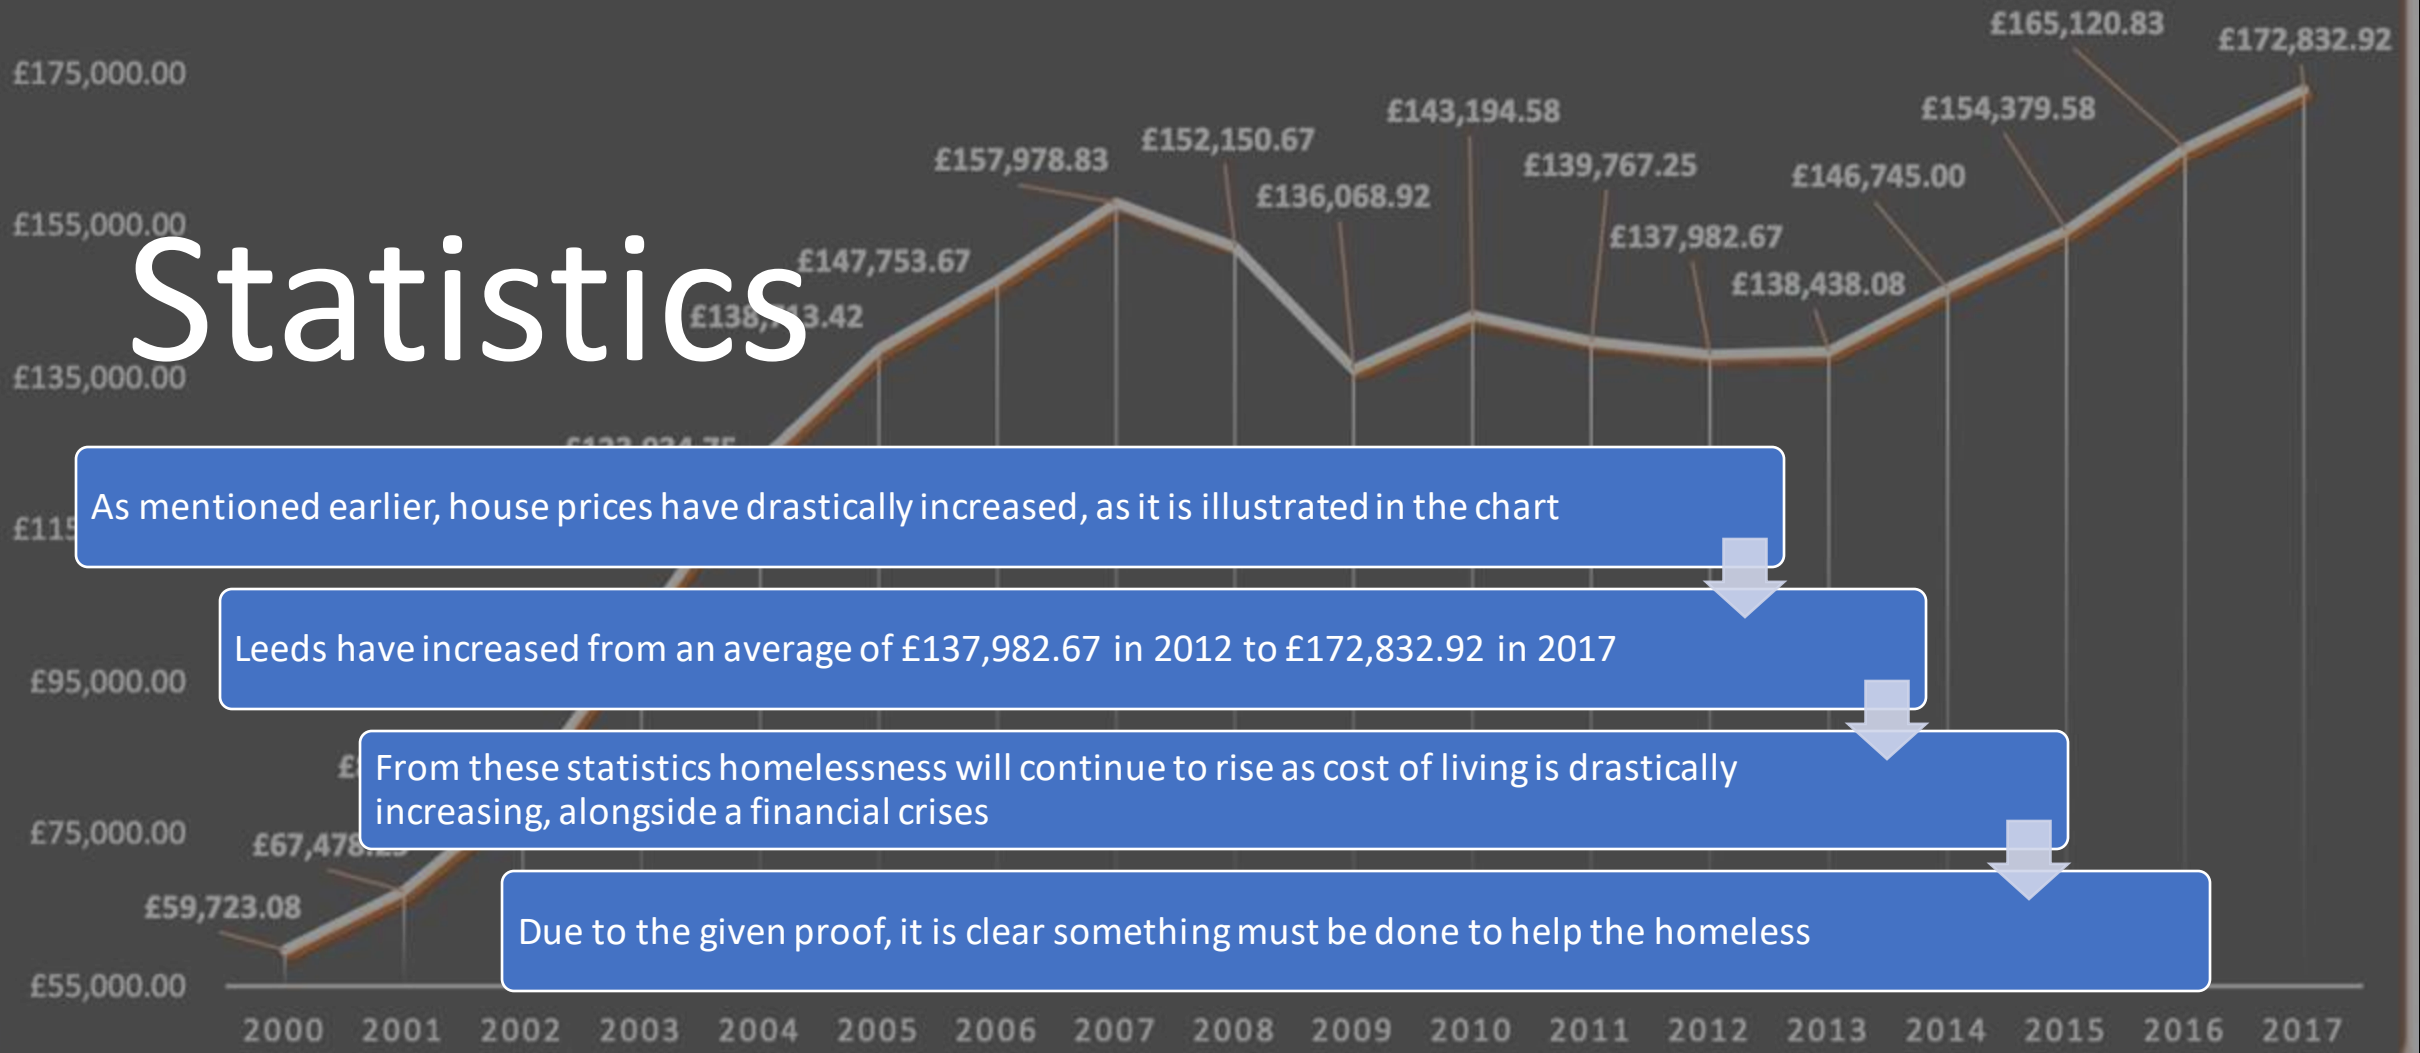 £165,120.83
£172,832.92
£175,000.00
£154,379.58
£143,194.58
£152,150.67
£157,978.83
£139,767.25
£146,745.00
£136,068.92
£155,000.00
£137,982.67
Statistics
£147,753.67
£138,438.08
£138,713.42
£135,000.00
As mentioned earlier, house prices have drastically increased, as it is illustrated in the chart
Leeds have increased from an average of £137,982.67 in 2012 to £172,832.92 in 2017
£95,000.00
From these statistics homelessness will continue to rise as cost of living is drastically
increasing, alongside a financial crises
£75,000.00
£59,723.08
Due to the given proof, it is clear something must be done to help the homeless
£55,000.00
2000 2001 2002 2003 2004 2005 2006 2007 2008 2009 2010 2011 2012 2013 2014 2015 2016 2017